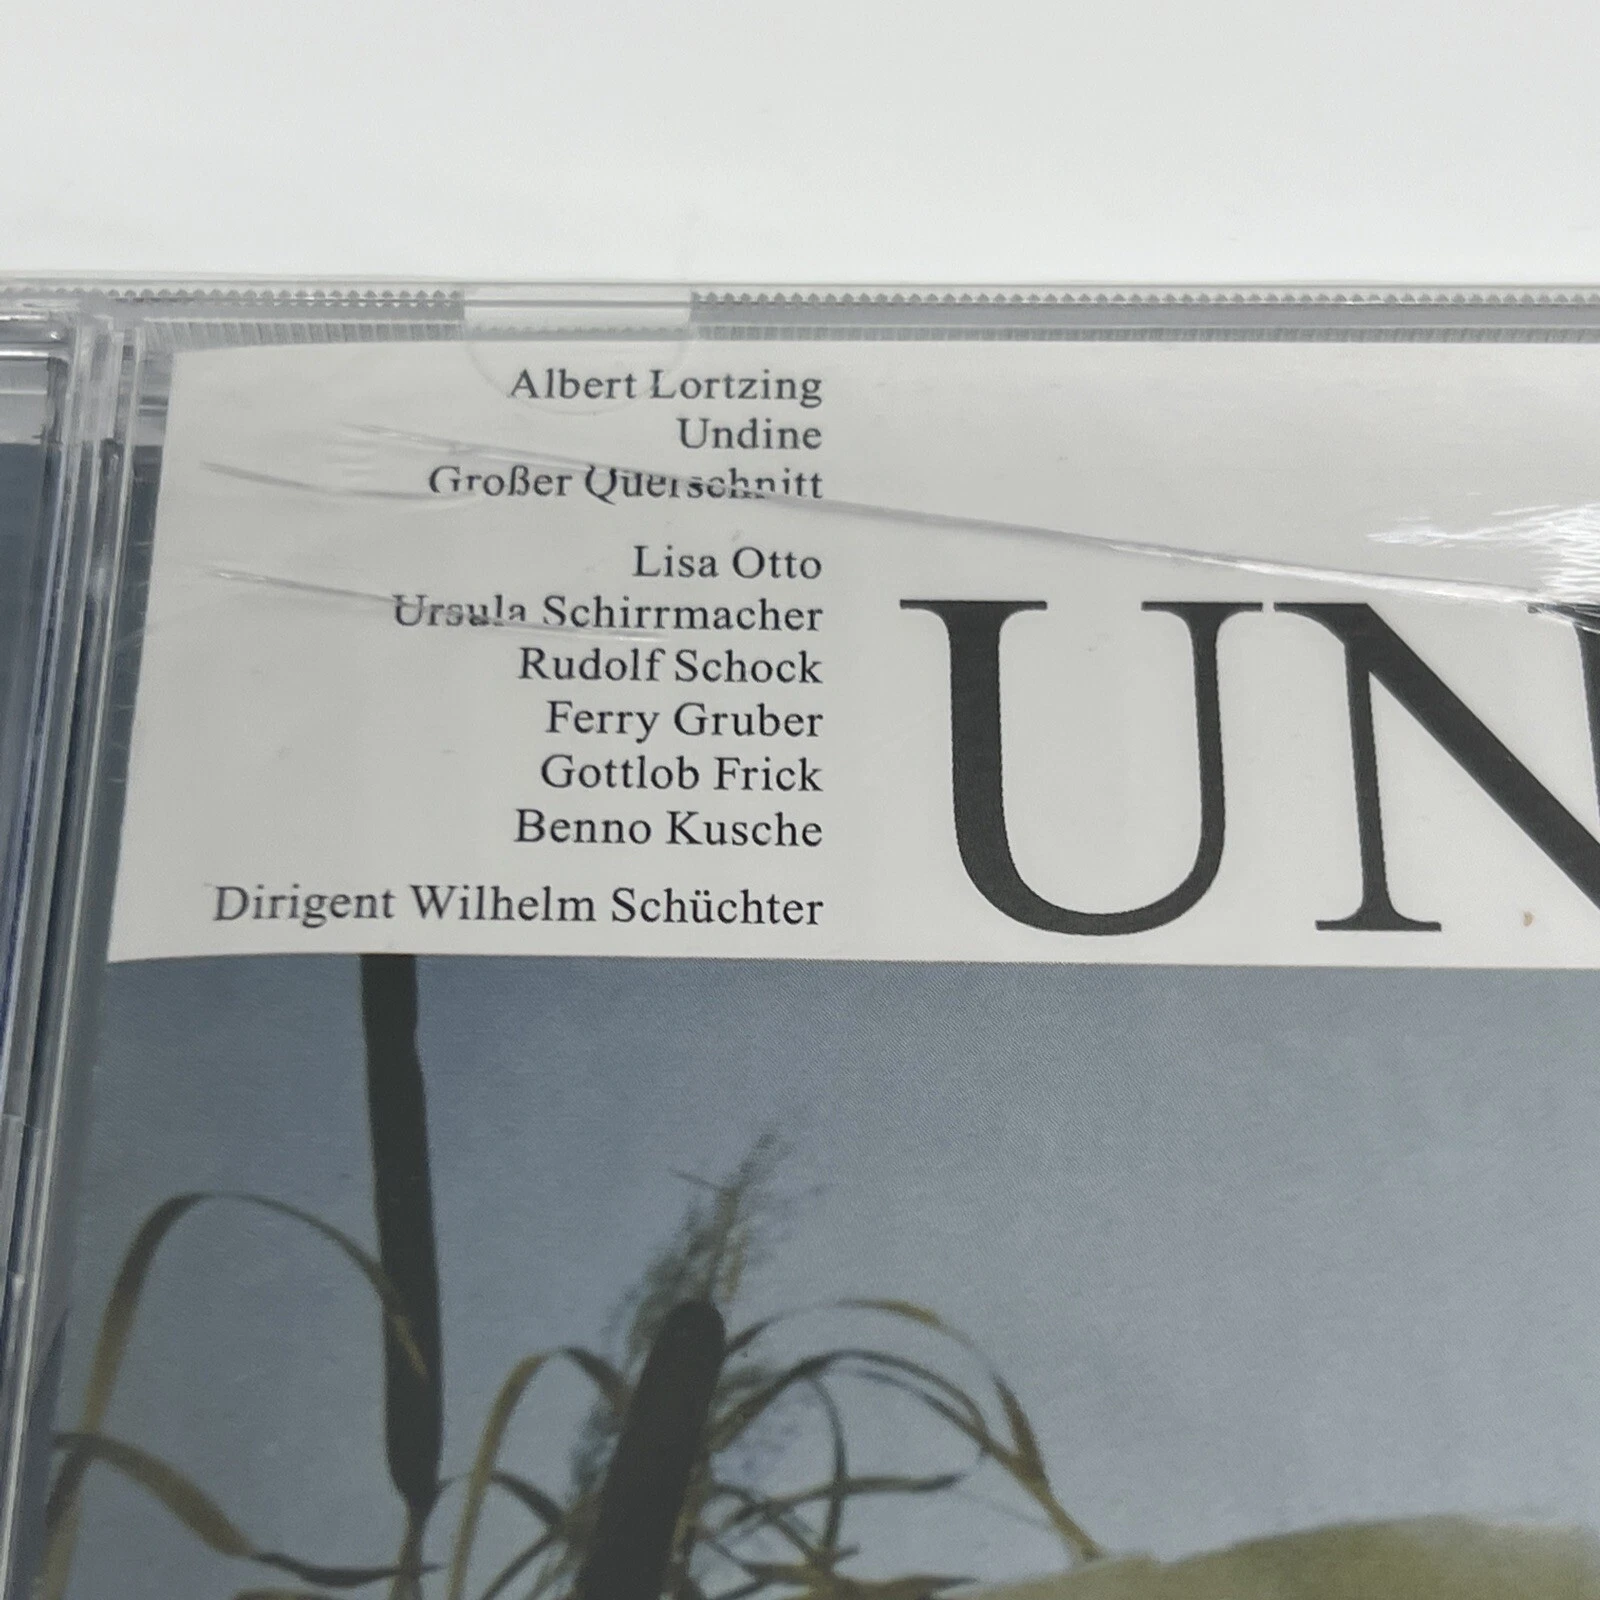 Albert Lortzing
Undine
Großer Querschnitt
Lisa Otto
Ursula Schirrmacher
Rudolf Schock
Ferry Gruber
Gottlob Frick
Benno Kusche
Dirigent Wilhelm Schüchter
UN